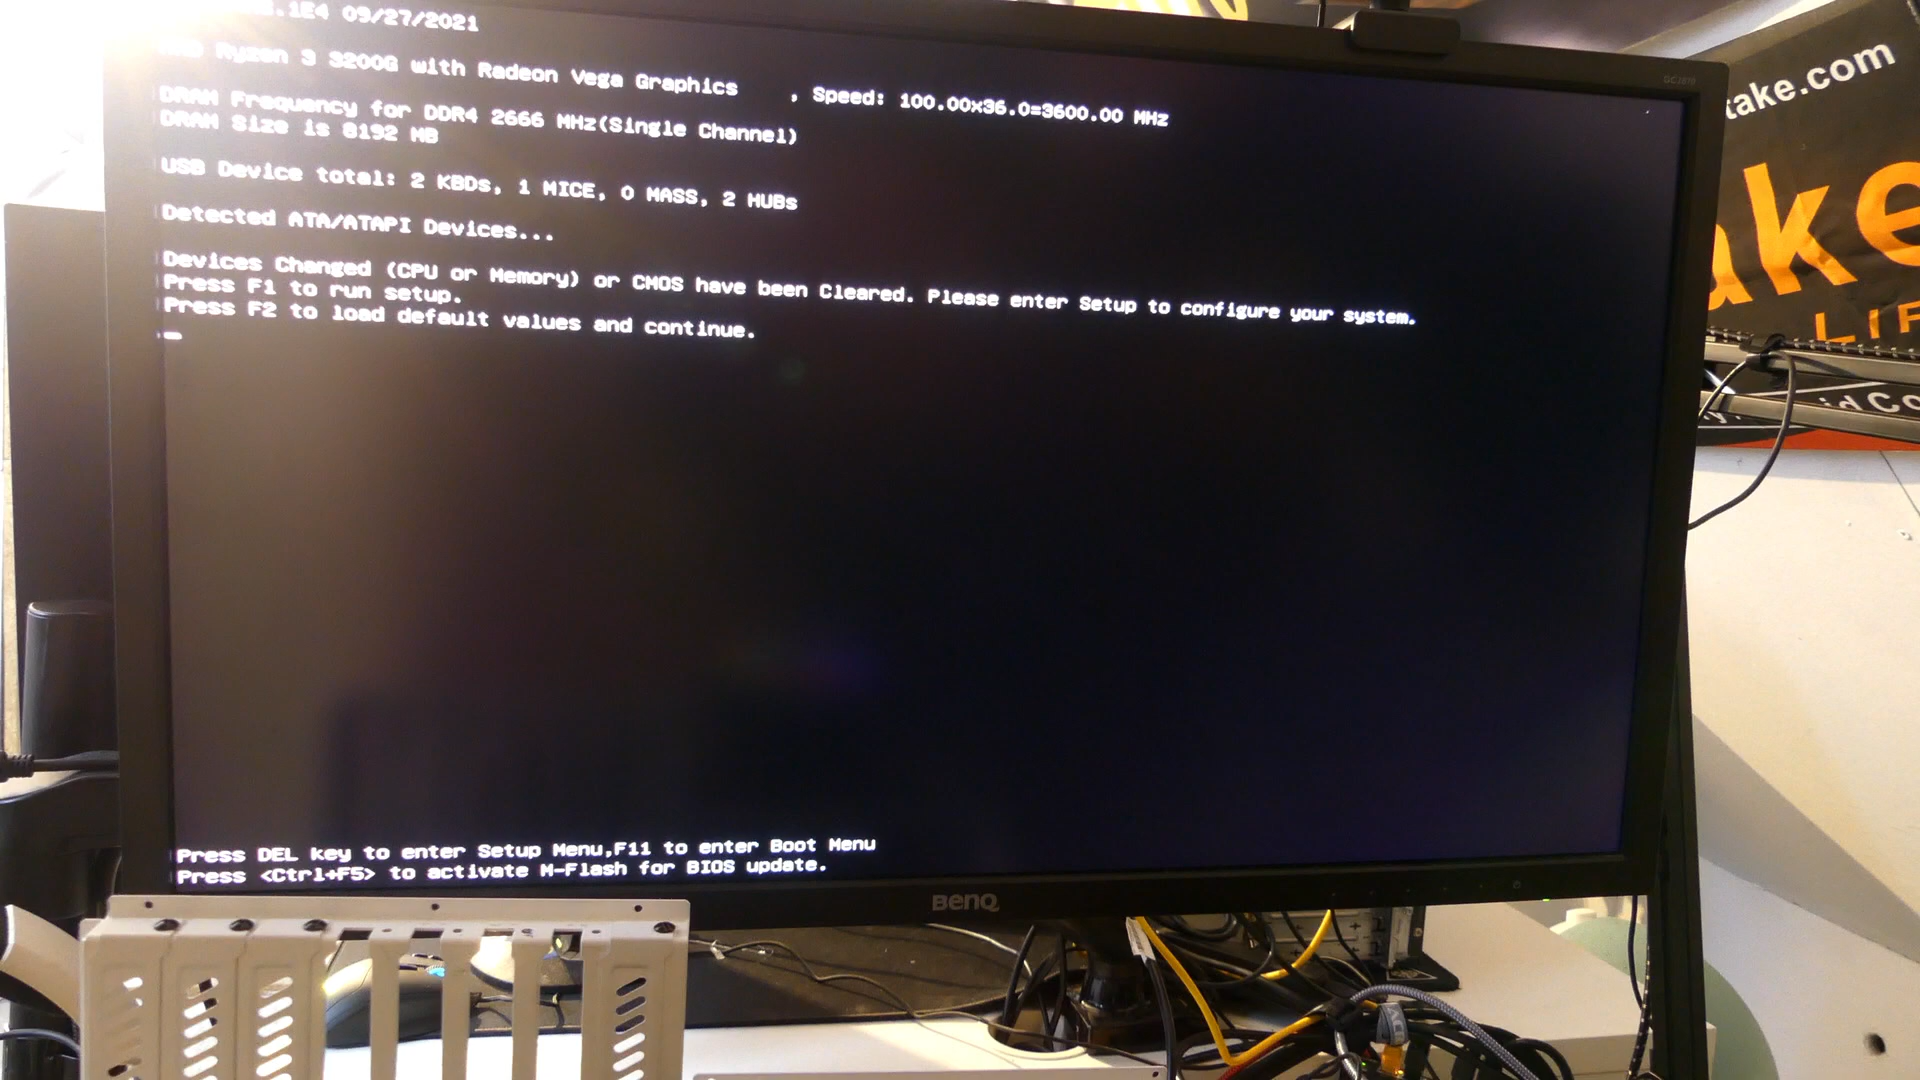 .1E4 09/27/2021
Ryzen 3 3200G with Radeon Vega Graphics , Speed: 100.00x36.0=3600.00 MHz
DRAM Frequency for DDR4 2666 MHz(Single Channel)
DRAM Size is 8192 MB
USB Device total: 2 KBDs, 1 MICE, 0 MASS, 2 HUBs
Detected ATA/ATAPI Devices...
Devices Changed (CPU or Memory) or CMOS have been Cleared. Please enter Setup to configure your system.
Press F1 to run setup.
Press F2 to load default values and continue.
Press DEL key to enter Setup Menu,F11 to enter Boot Menu
Press <Ctrl+F5> to activate M-Flash for BIOS update.
BenQ
take.com
ake
LIF
idCo